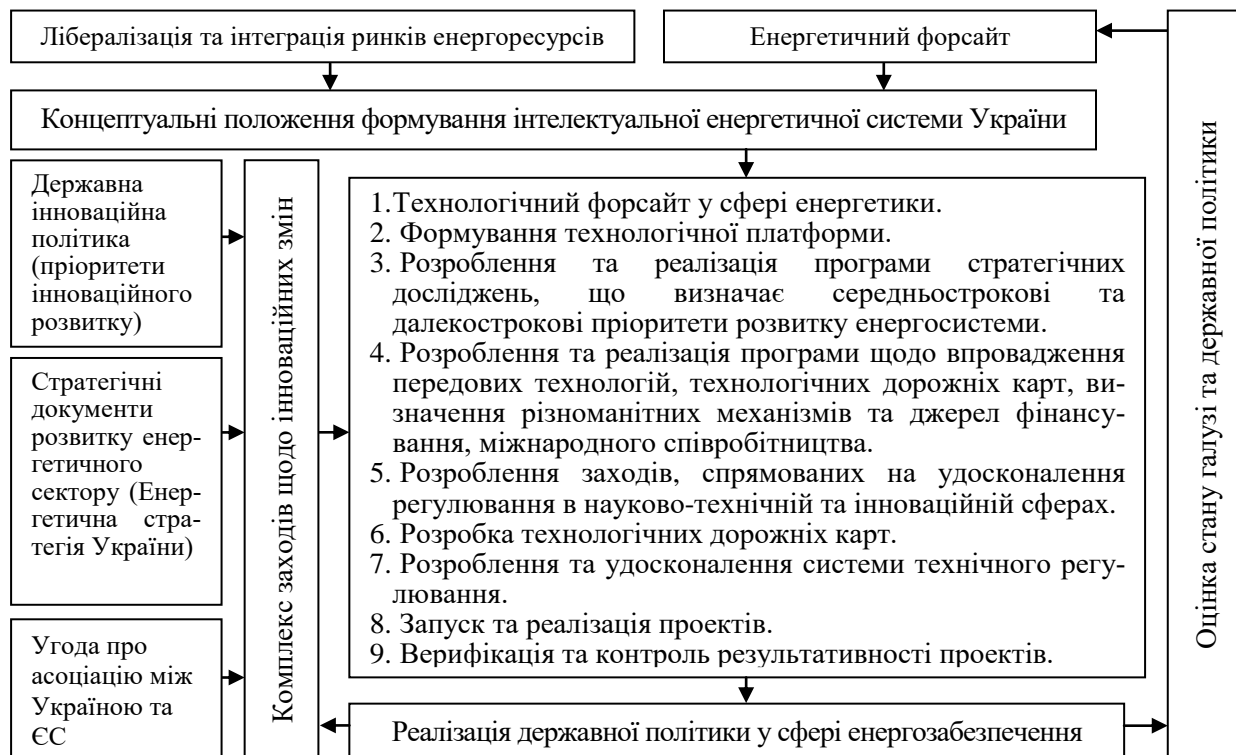 Лібералізація та інтеграція ринків енергоресурсів
Енергетичний форсайт
Концептуальні положення формування інтелектуальної енергетичної системи України
Державна
інноваційна
політика
(пріоритети
інноваційного
розвитку)
Стратегічні
документи
розвитку енер-
гетичного
сектору (Енер-
гетична стра-
тегія України)
Угода про
асоціацію між
Україною та
ЄС
Комплекс заходів щодо інноваційних змін
1.Технологічний форсайт у сфері енергетики.
2. Формування технологічної платформи.
3. Розроблення та реалізація програми стратегічних
досліджень, що визначає середньострокові та
далекострокові пріоритети розвитку енергосистеми.
4. Розроблення та реалізація програми щодо впровадження
передових технологій, технологічних дорожніх карт, ви-
значення різноманітних механізмів та джерел фінансу-
вання, міжнародного співробітництва.
5. Розроблення заходів, спрямованих на удосконалення
регулювання в науково-технічній та інноваційній сферах.
6. Розробка технологічних дорожніх карт.
7. Розроблення та удосконалення системи технічного регу-
лювання.
8. Запуск та реалізація проектів.
9. Верифікація та контроль результативності проектів.
Реалізація державної політики у сфері енергозабезпечення
Оцінка стану галузі та державної політики